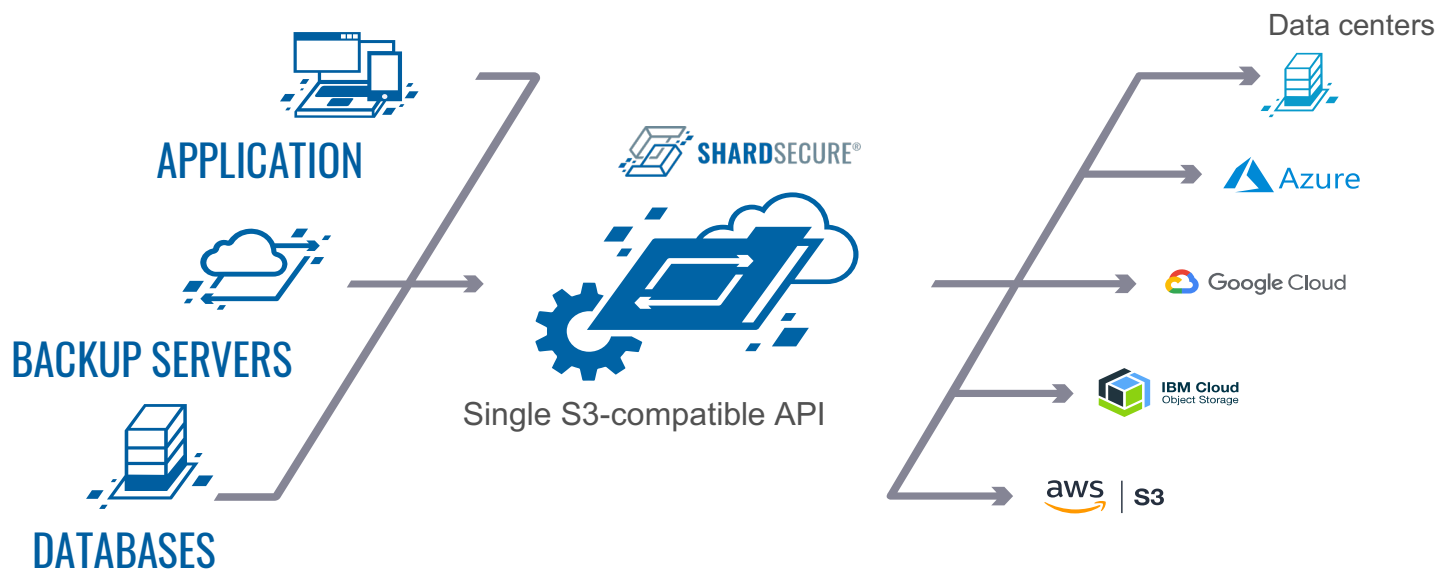 Data centers
APPLICATION
SHARDSECURE®
Azure
BACKUP SERVERS
Google Cloud
IBM Cloud
Object Storage
Single S3-compatible API
aws | S3
DATABASES